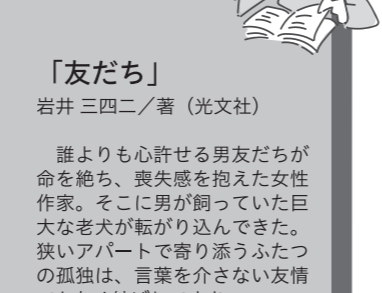 「友だち」
岩井 三四二／著（光文社）
誰よりも心許せる男友だちが
命を絶ち、喪失感を抱えた女性
作家。そこに男が飼っていた巨
大な老犬が転がり込んできた。
狭いアパートで寄り添うふたつ
の孤独は、言葉を介さない友情